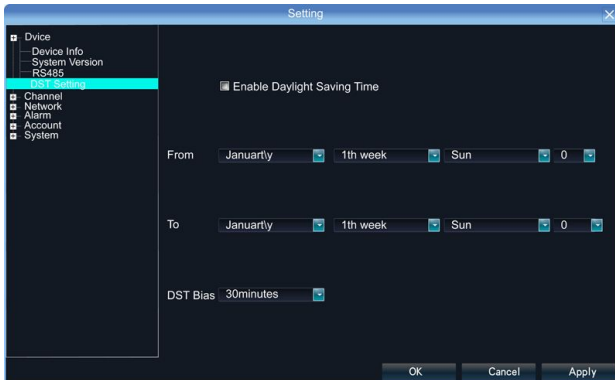 Setting
Dvice
Device Info
System Version
RS485
DST Setting
Channel
Network
Alarm
Account
System
Enable Daylight Saving Time
From Januart\y 1th week Sun 0
To Januart\y 1th week Sun 0
DST Bias 30minutes
OK Cancel Apply